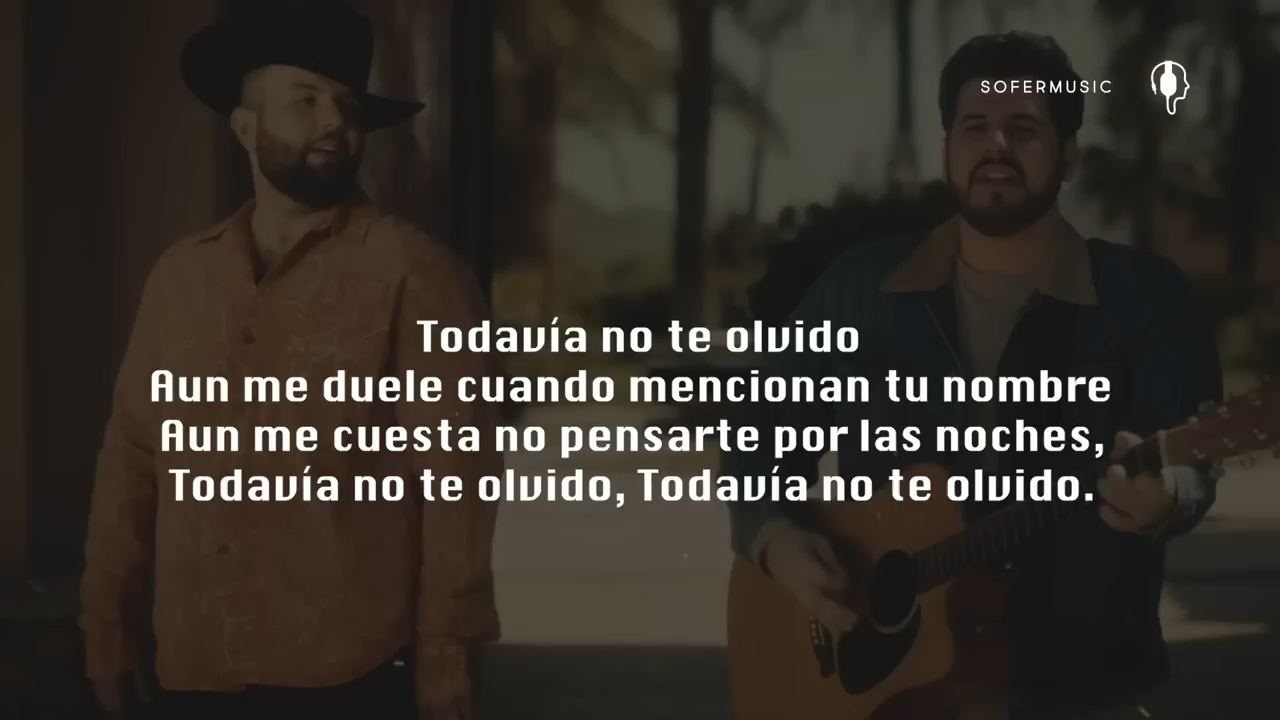 SOFERMUSIC
Todavía no te olvido
Aun me duele cuando mencionan tu nombre
Aun me cuesta no pensarte por las noches,
Todavía no te olvido, Todavía no te olvido.